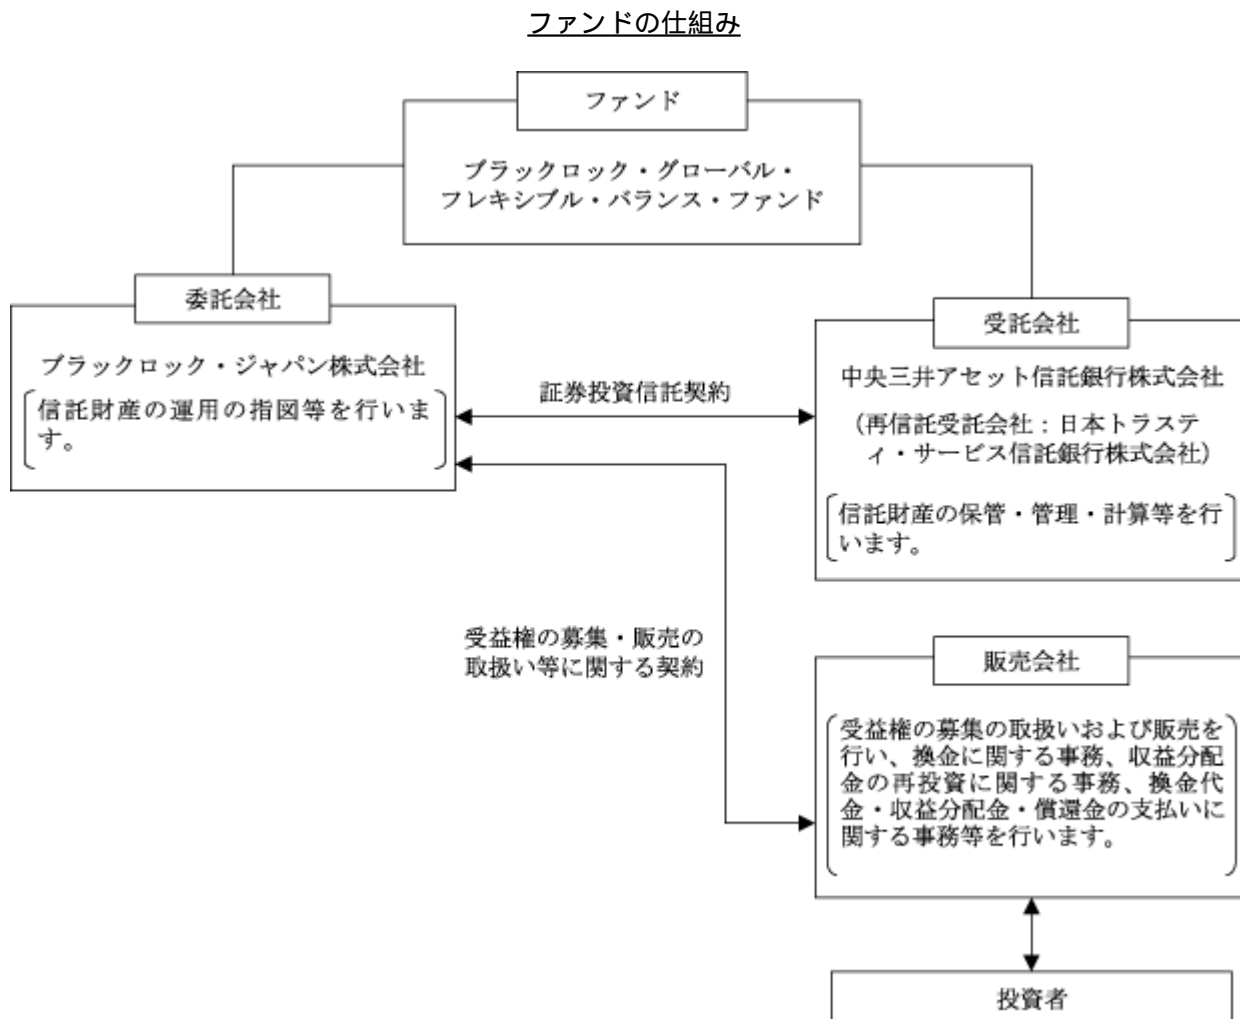 ファンドの仕組み
ファンド
ブラックロック・グローバル・
フレキシブル・バランス・ファンド
委託会社
ブラックロック・ジャパン株式会社
信託財産の運用の指図等を行いま
す。
証券投資信託契約
受託会社
中央三井アセット信託銀行株式会社
（再信託受託会社：日本トラステ
ィ・サービス信託銀行株式会社）
信託財産の保管・管理・計算等を行
います。
受益権の募集・販売の
取扱い等に関する契約
販売会社
受益権の募集の取扱いおよび販売を
行い、換金に関する事務、収益分配
金の再投資に関する事務、換金代
金・収益分配金・償還金の支払いに
関する事務等を行います。
投資者